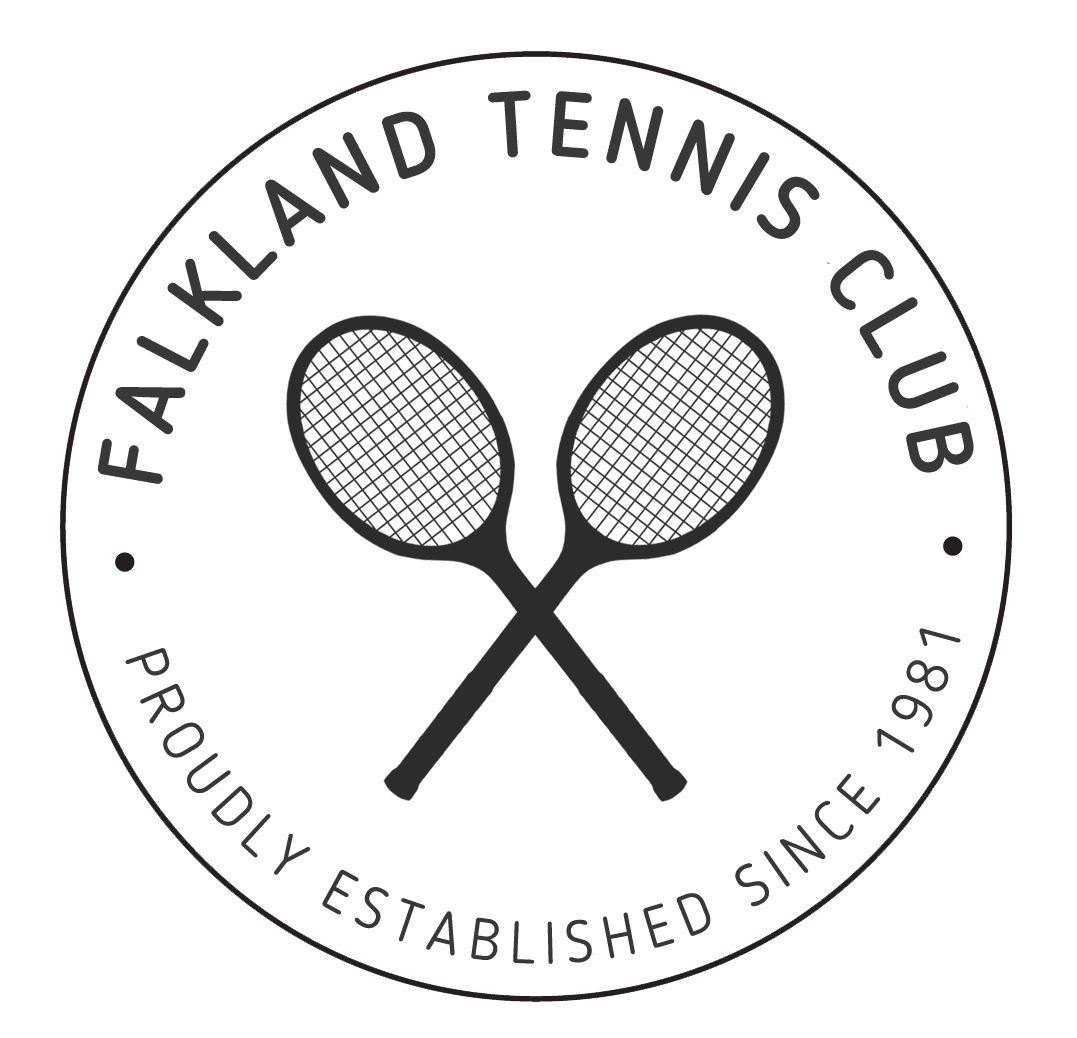 FALKLAND TENNIS CLUB
PROUDLY ESTABLISHED SINCE 1981